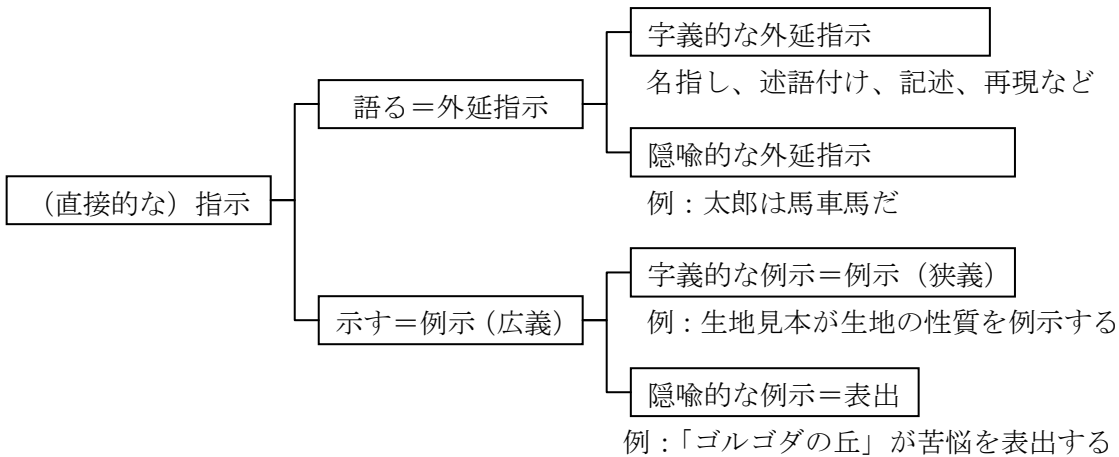 字義的な外延指示
名指し、述語付け、記述、再現など
語る＝外延指示
隠喩的な外延指示
例：太郎は馬車馬だ
（直接的な）指示
字義的な例示＝例示（狭義）
例：生地見本が生地の性質を例示する
示す＝例示（広義）
隠喩的な例示＝表出
例：「ゴルゴダの丘」が苦悩を表出する